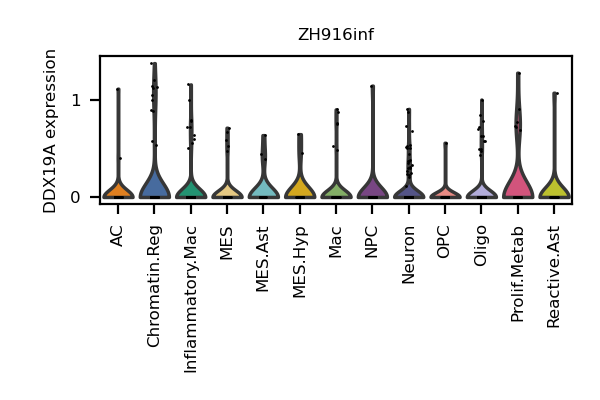 ZH916inf
DDX19A expression
1
0
AC
Chromatin.Reg
Inflammatory.Mac
MES
MES.Ast
MES.Hyp
Mac
NPC
Neuron
OPC
Oligo
Prolif.Metab
Reactive.Ast